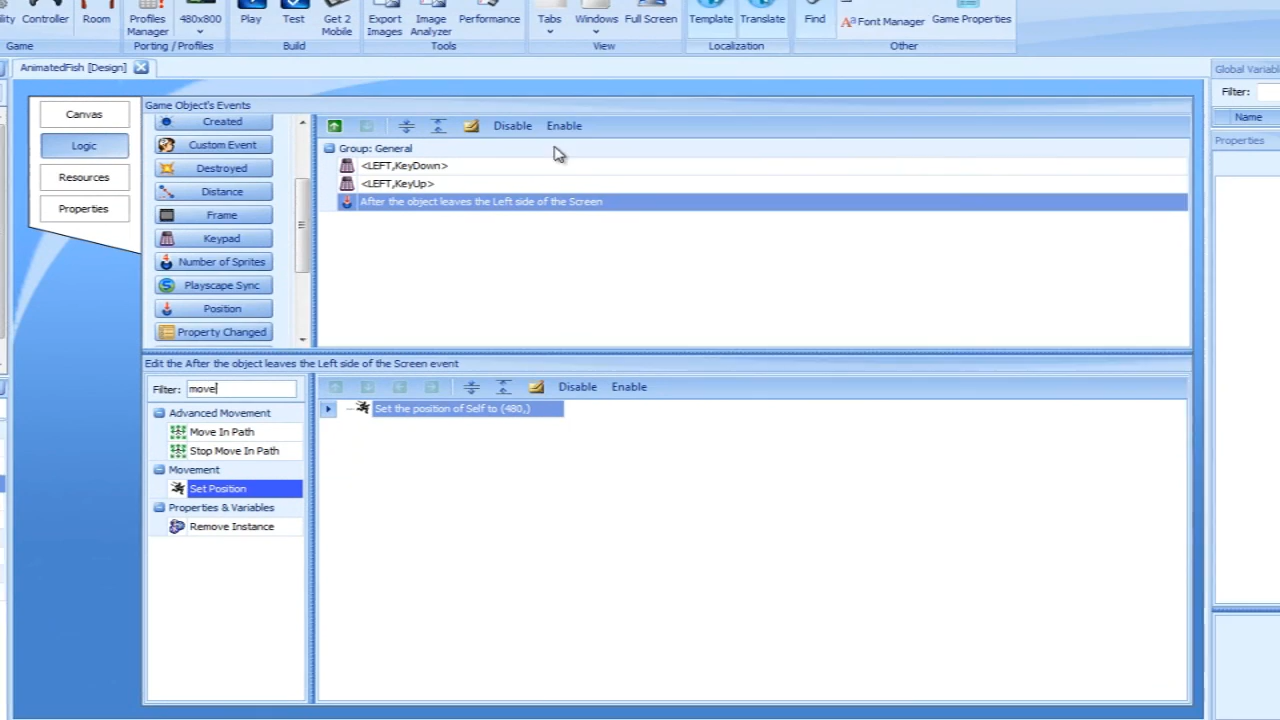 ity Controller Room Profiles Manager 480x800 Play Test Get 2 Mobile Export Images Image Analyzer Performance Tabs Windows Full Screen Template Translate Find Font Manager Game Properties
Game Porting / Profiles Build Tools View Localization Other
AnimatedFish [Design]
Global Variabl
Filter:
Name
Properties
Canvas
Logic
Resources
Properties
Game Object's Events
Created
Custom Event
Destroyed
Distance
Frame
Keypad
Number of Sprites
Playscape Sync
Position
Property Changed
Disable Enable
Group: General
<LEFT,KeyDown>
<LEFT,KeyUp>
After the object leaves the Left side of the Screen
Edit the After the object leaves the Left side of the Screen event
Filter: move
Advanced Movement
Move In Path
Stop Move In Path
Movement
Set Position
Properties & Variables
Remove Instance
Disable Enable
Set the position of Self to (480,)